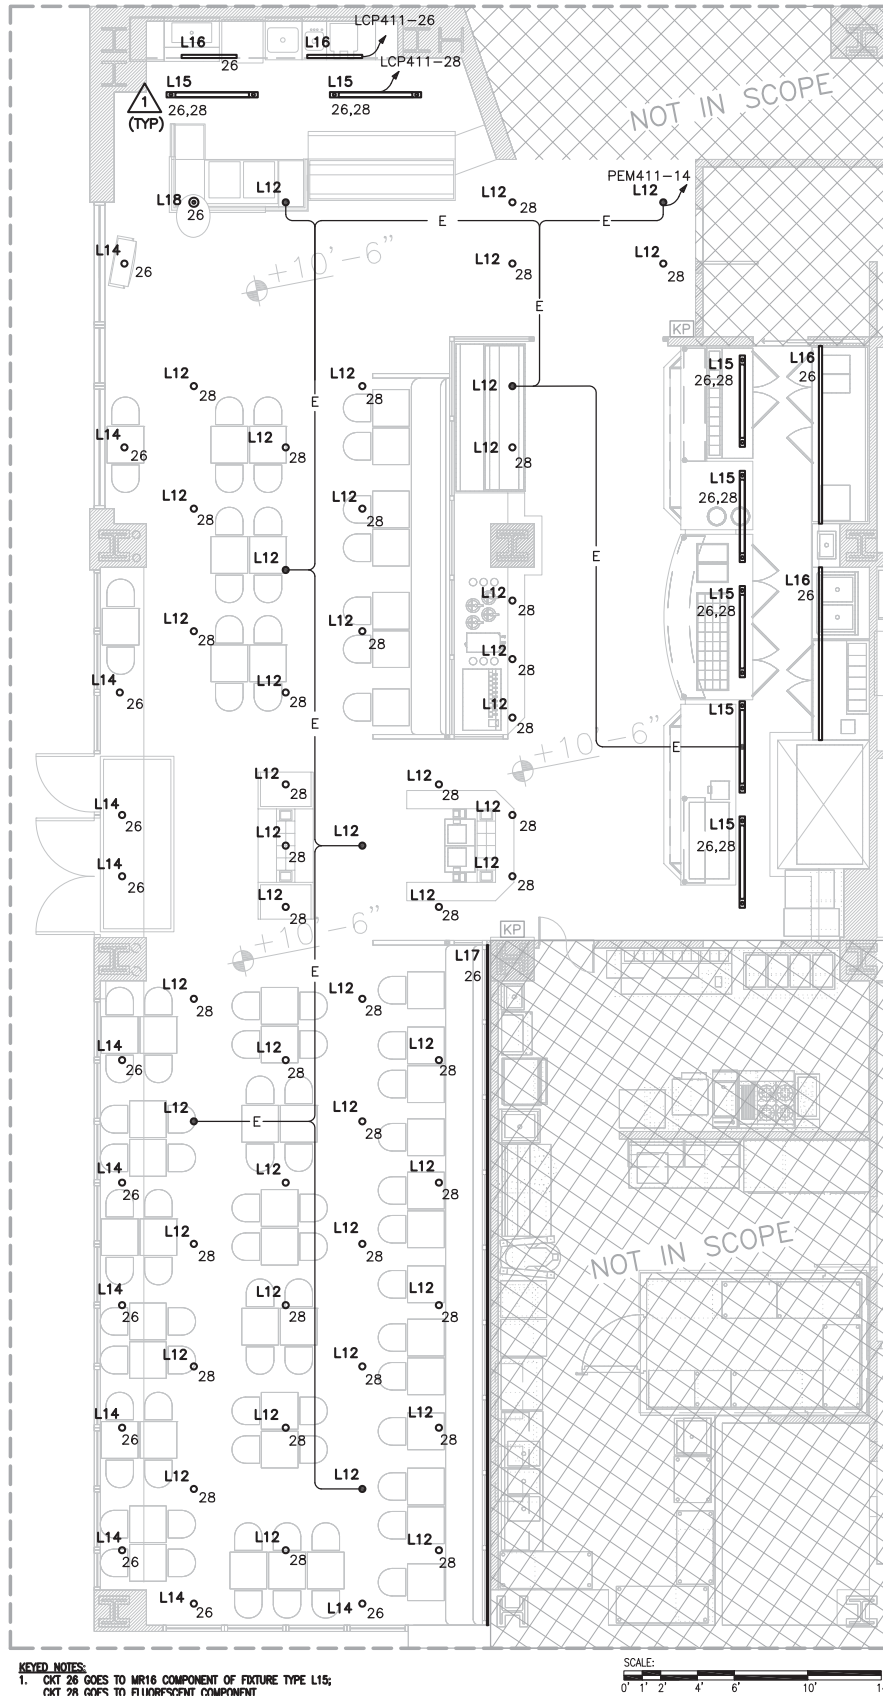 LCP411-26
L16
L16
26
LCP411-28
L15
L15
1
26,28
26,28
(TYP)
NOT IN SCOPE
PEM411-14
L18
L12
L12
L12
26
28
E
E
L14
L12
L12
26
28
28
+10'-6"
E
KP
L12
L12
L12
L15
L16
28
28
26,28
26
E
L14
L12
L12
26
28
28
L15
L12
L12
26,28
28
28
L12
E
L16
L12
L15
26
28
26,28
L12
L12
28
28
L12
28
L14
L12
26
28
L12
L15
28
E
+10'-6"
E
L12
L12
28
28
L14
L12
26
28
L15
L12
L12
26,28
28
L14
L12
26
28
L12
L12
28
28
+10'-6"
KP
L17
26
E
L12
L12
28
28
L14
L12
L12
26
28
28
L12
L12
E
28
L14
L12
L12
26
28
L12
L12
28
28
NOT IN SCOPE
L14
L12
L12
26
28
28
L12
L12
28
28
L14
L12
L12
26
28
28
L12
L12
28
L14
L12
L12
26
28
28
L14
L14
26
26
KEYED NOTES:
1. CKT 26 GOES TO MR16 COMPONENT OF FIXTURE TYPE L15;
CKT 28 GOES TO FLUORESCENT COMPONENT
SCALE:
0' 1' 2' 4' 6' 10'